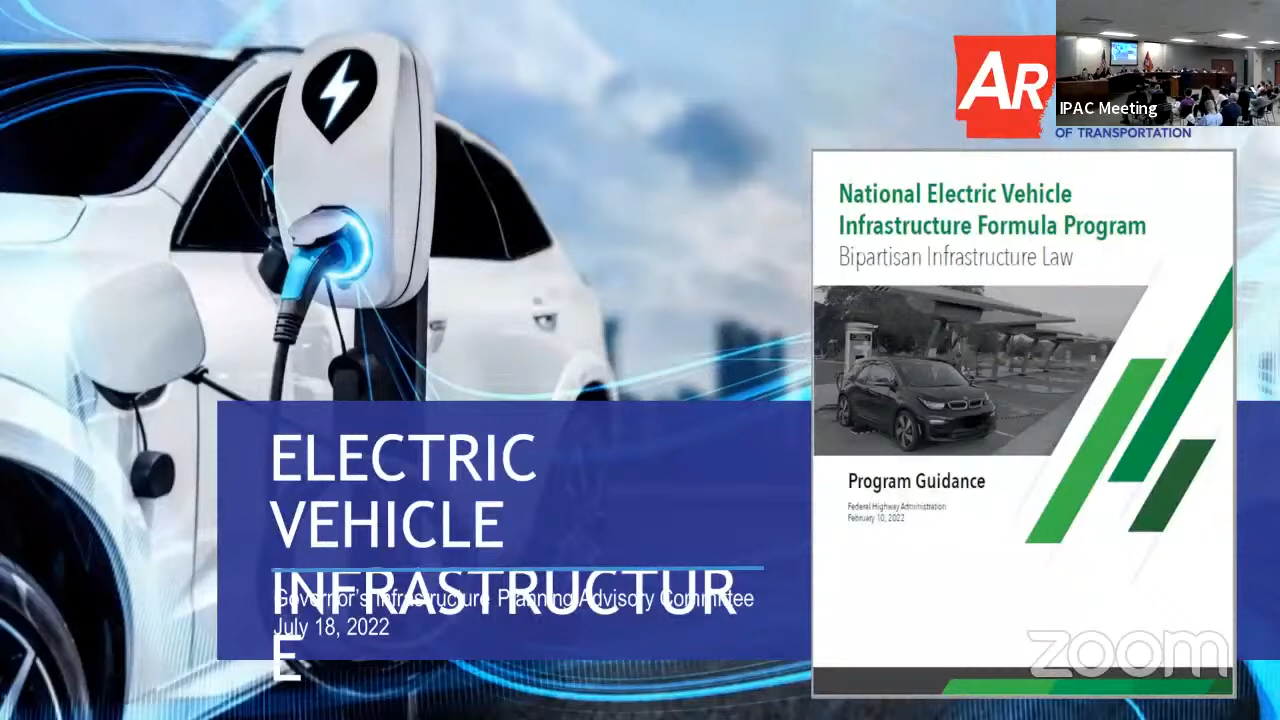 AR
IPAC Meeting
OF TRANSPORTATION
National Electric Vehicle
Infrastructure Formula Program
Bipartisan Infrastructure Law
Program Guidance
Federal Highway Administration
February 10, 2022
ELECTRIC
VEHICLE
INFRASTRUCTUR
E
Governor's Infrastructure Planning Advisory Committee
July 18, 2022
zoom